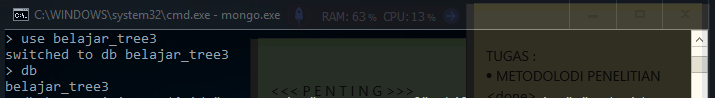 C:\WINDOWS\system32\cmd.exe - mongo.exe
RAM: 63% CPU: 13%
> use belajar_tree3
switched to db belajar_tree3
> db
belajar_tree3
<<< P E N T I N G >>>
TUGAS :
• METODOLODI PENELITIAN
<done>